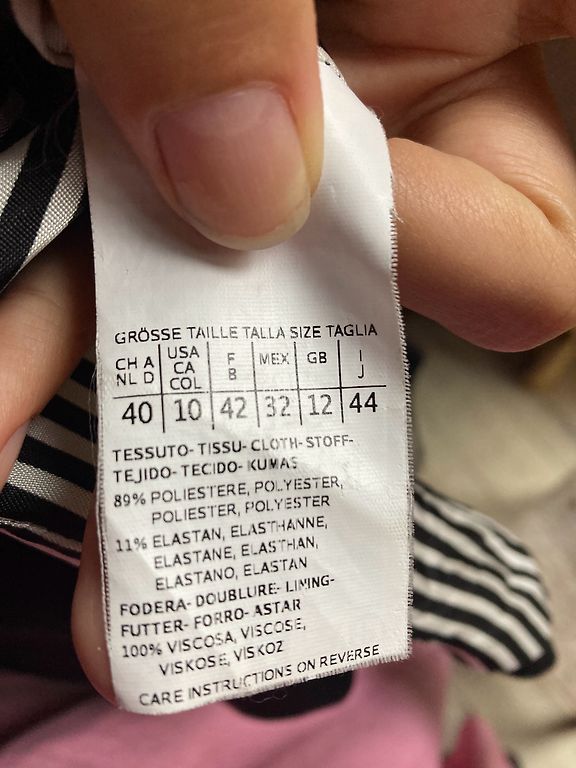 GRÖSSE TAILLE TALLA SIZE TAGLIA
CH A USA F MEX GB I
NL D CA B J
COL
40 10 42 32 12 44
TESSUTO-TISSU-CLOTH-STOFF-
TEJIDO-TECIDO-KUMAS
89% POLIESTERE, POLYESTER,
POLIESTER, POLYESTER
11% ELASTAN, ELASTHANNE,
ELASTANE, ELASTHAN,
ELASTANO, ELASTAN
FODERA-DOUBLURE-LINING-
FUTTER-FORRO-ASTAR
100% VISCOSA, VISCOSE,
VISKOSE, VISKOZ
CARE INSTRUCTIONS ON REVERSE